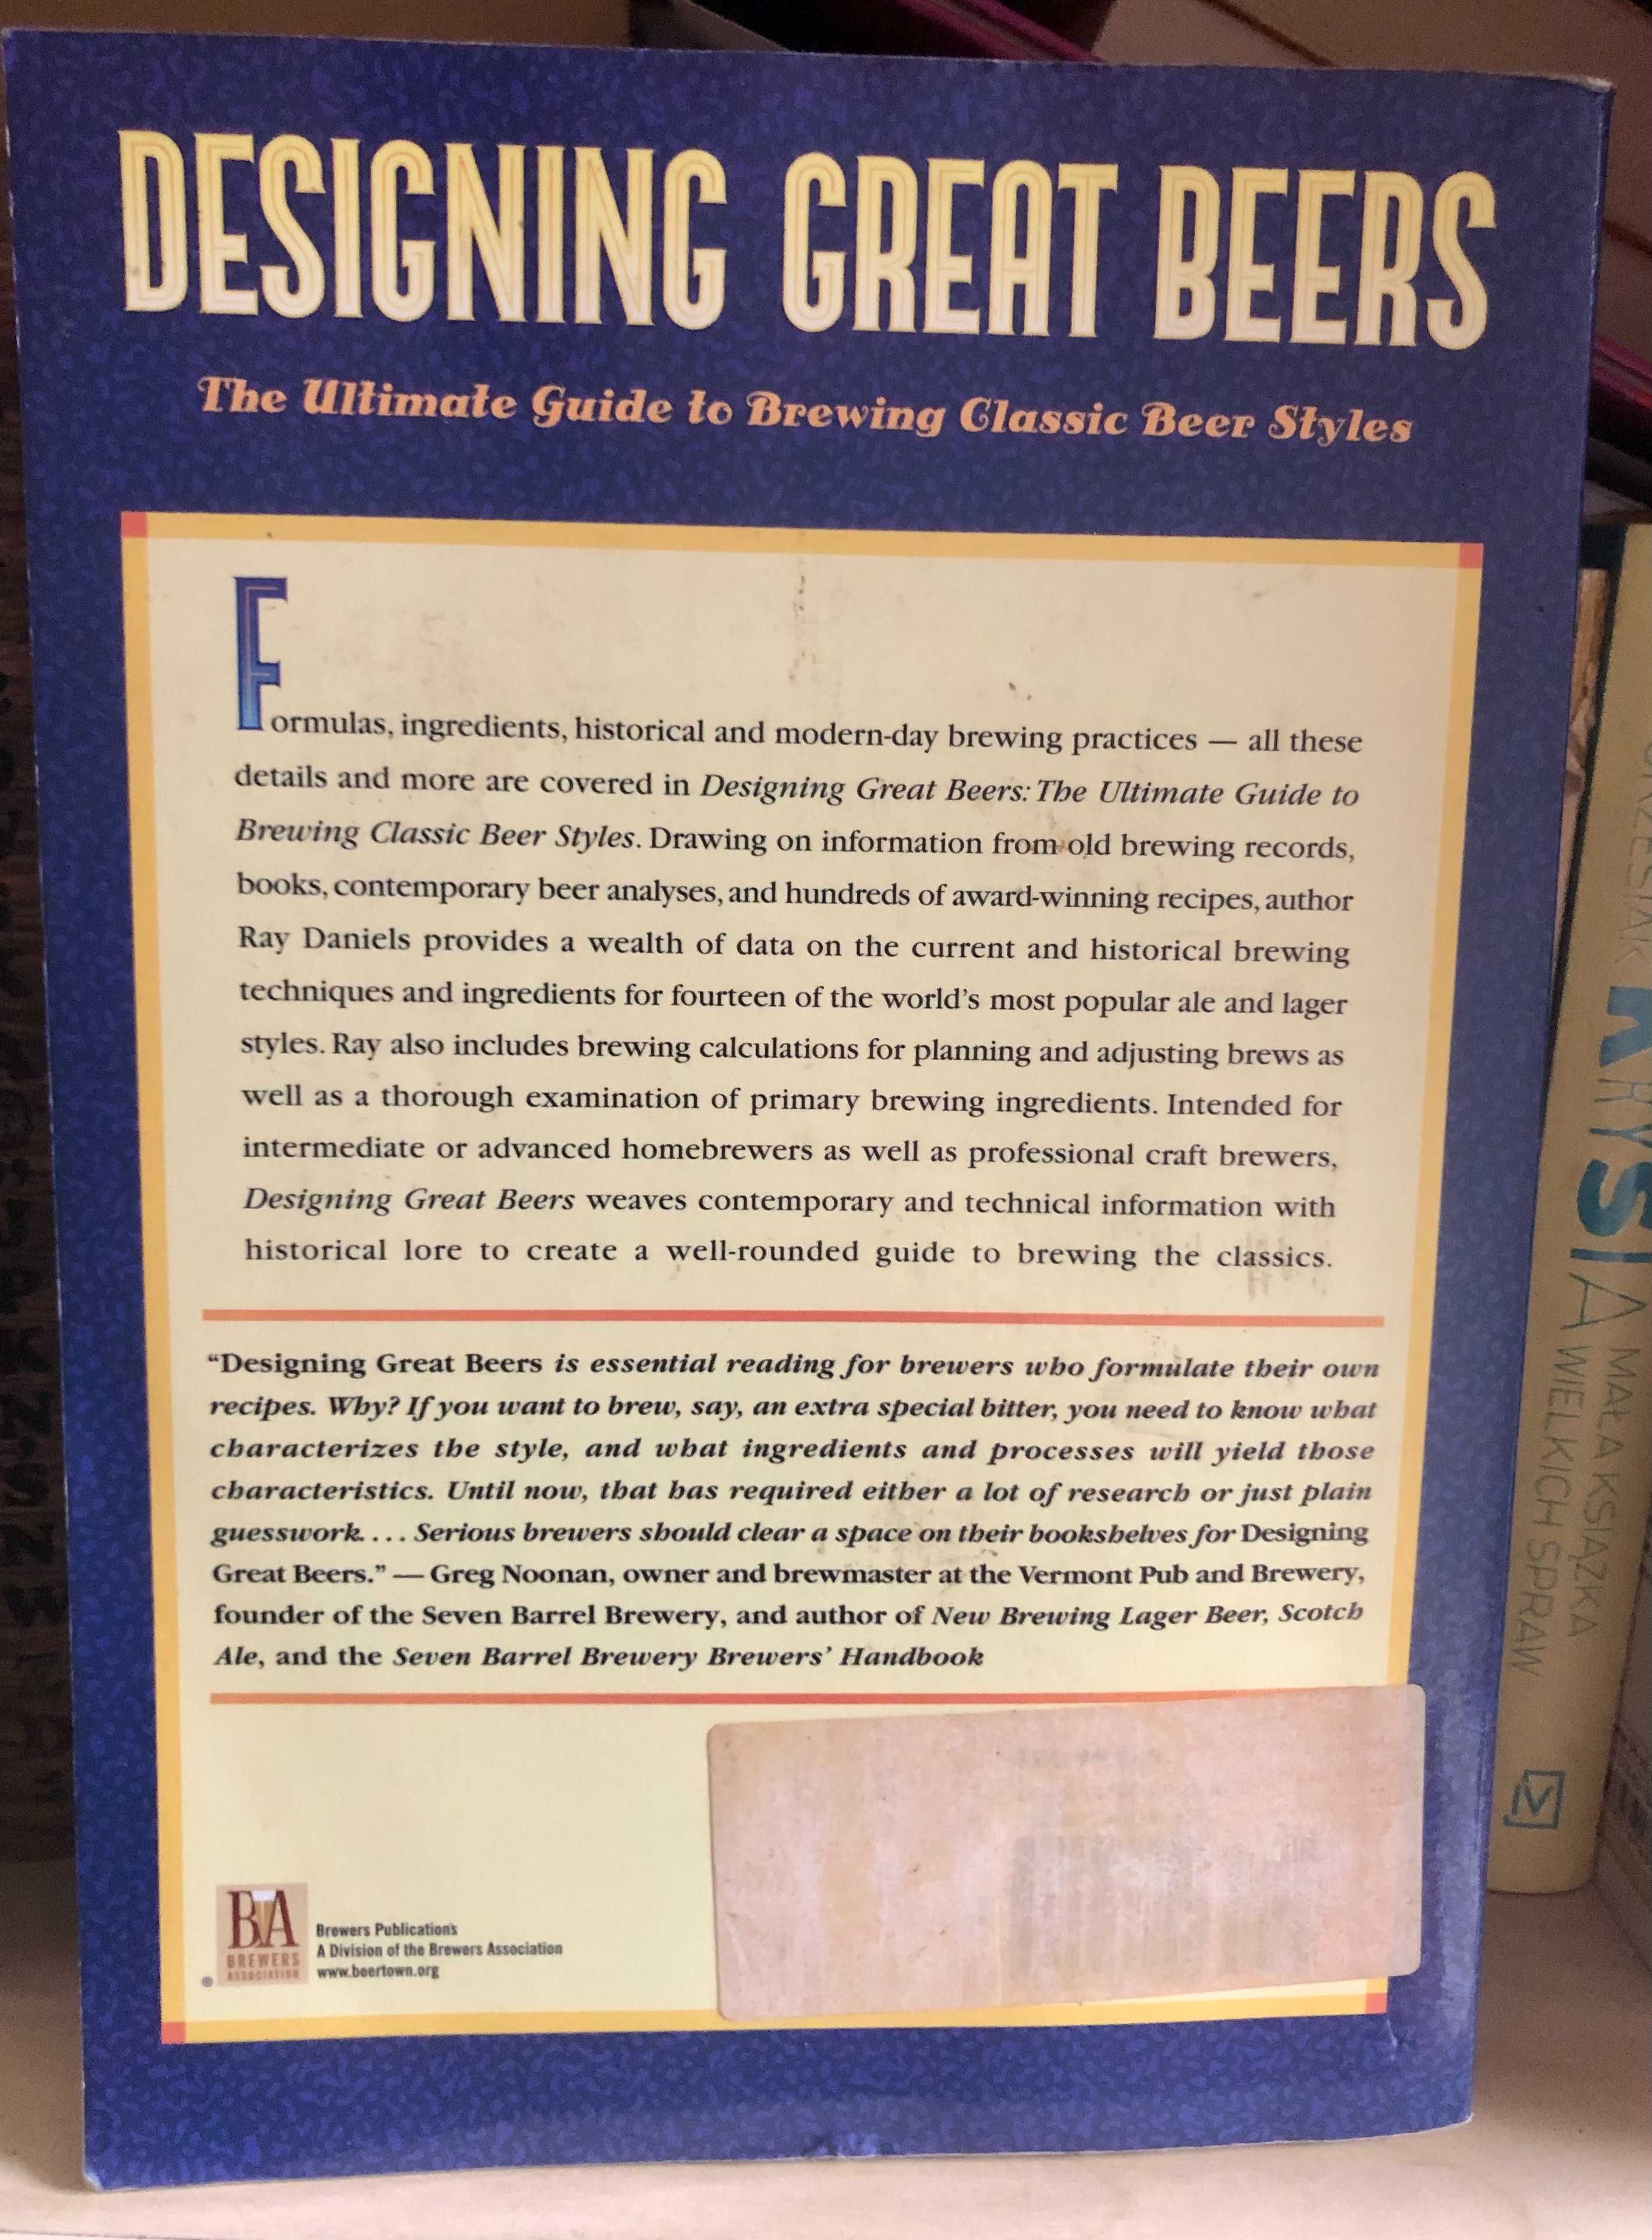 DESIGNING GREAT BEERS
The Ultimate Guide to Brewing Classic Beer Styles
Formulas, ingredients, historical and modern-day brewing practices — all these
details and more are covered in Designing Great Beers: The Ultimate Guide to
Brewing Classic Beer Styles. Drawing on information from old brewing records,
books, contemporary beer analyses, and hundreds of award-winning recipes, author
Ray Daniels provides a wealth of data on the current and historical brewing
techniques and ingredients for fourteen of the world's most popular ale and lager
styles. Ray also includes brewing calculations for planning and adjusting brews as
well as a thorough examination of primary brewing ingredients. Intended for
intermediate or advanced homebrewers as well as professional craft brewers,
Designing Great Beers weaves contemporary and technical information with
historical lore to create a well-rounded guide to brewing the classics.
“Designing Great Beers is essential reading for brewers who formulate their own
recipes. Why? If you want to brew, say, an extra special bitter, you need to know what
characterizes the style, and what ingredients and processes will yield those
characteristics. Until now, that has required either a lot of research or just plain
guesswork. . . . Serious brewers should clear a space on their bookshelves for Designing
Great Beers.” — Greg Noonan, owner and brewmaster at the Vermont Pub and Brewery,
founder of the Seven Barrel Brewery, and author of New Brewing Lager Beer, Scotch
Ale, and the Seven Barrel Brewery Brewers’ Handbook
BA
BREWERS
ASSOCIATION
Brewers Publications
A Division of the Brewers Association
www.beertown.org
KRYSIA
MAŁA KSIĄŻKA
WIELKICH SPRAW